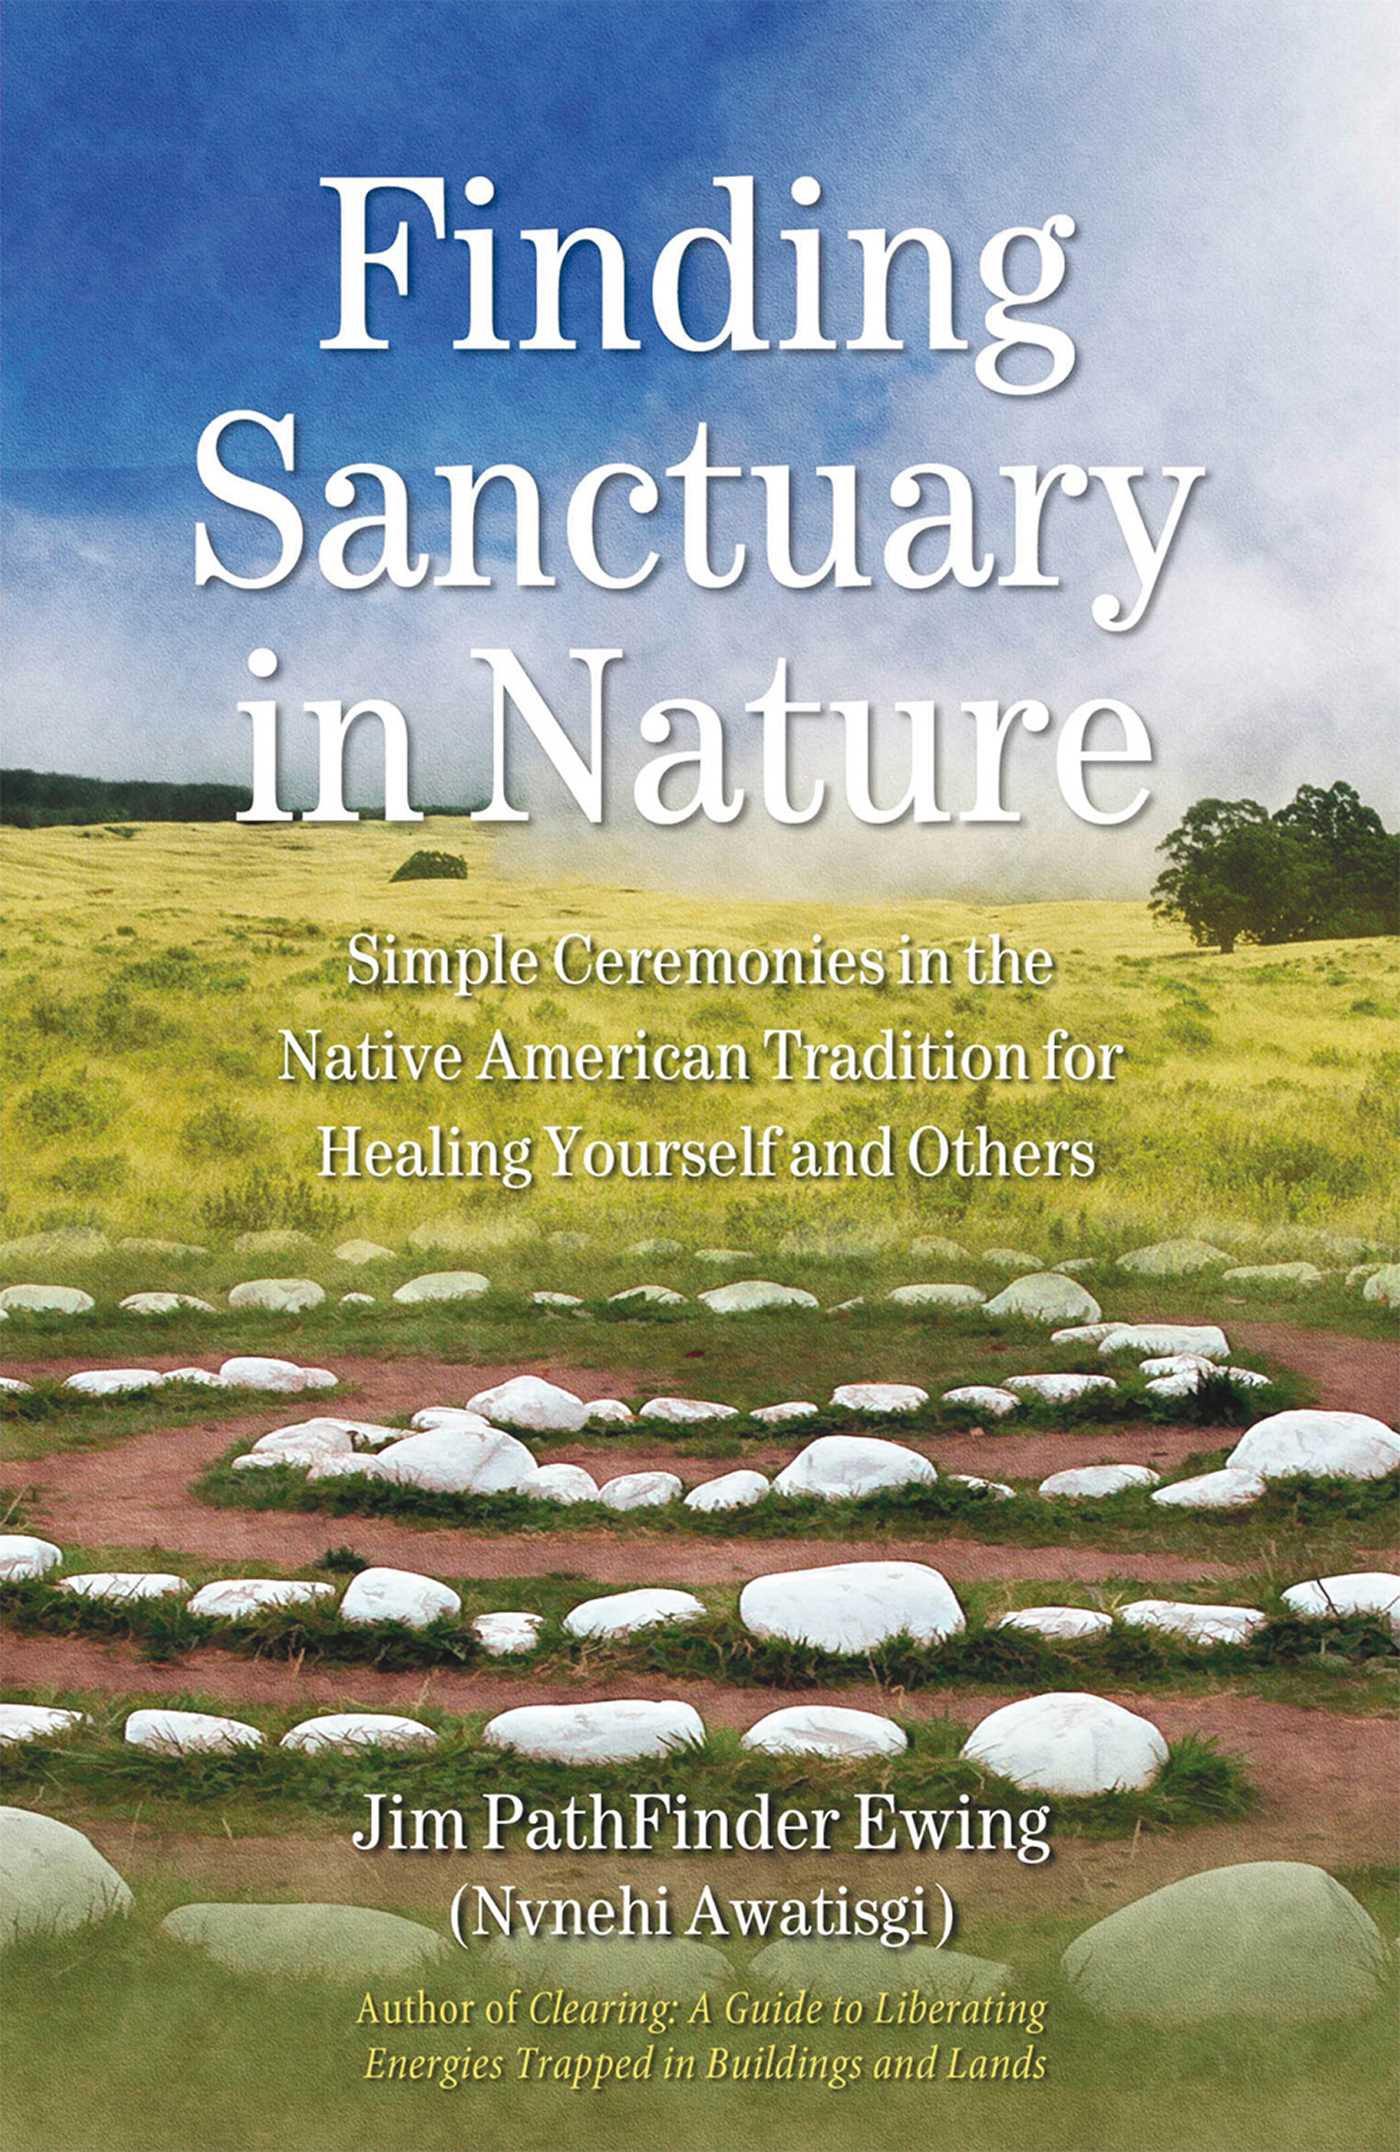 Finding
Sanctuary
in Nature
Simple Ceremonies in the
Native American Tradition for
Healing Yourself and Others
Jim PathFinder Ewing
(Nvnehi Awatisgi)
Author of Clearing: A Guide to Liberating
Energies Trapped in Buildings and Lands